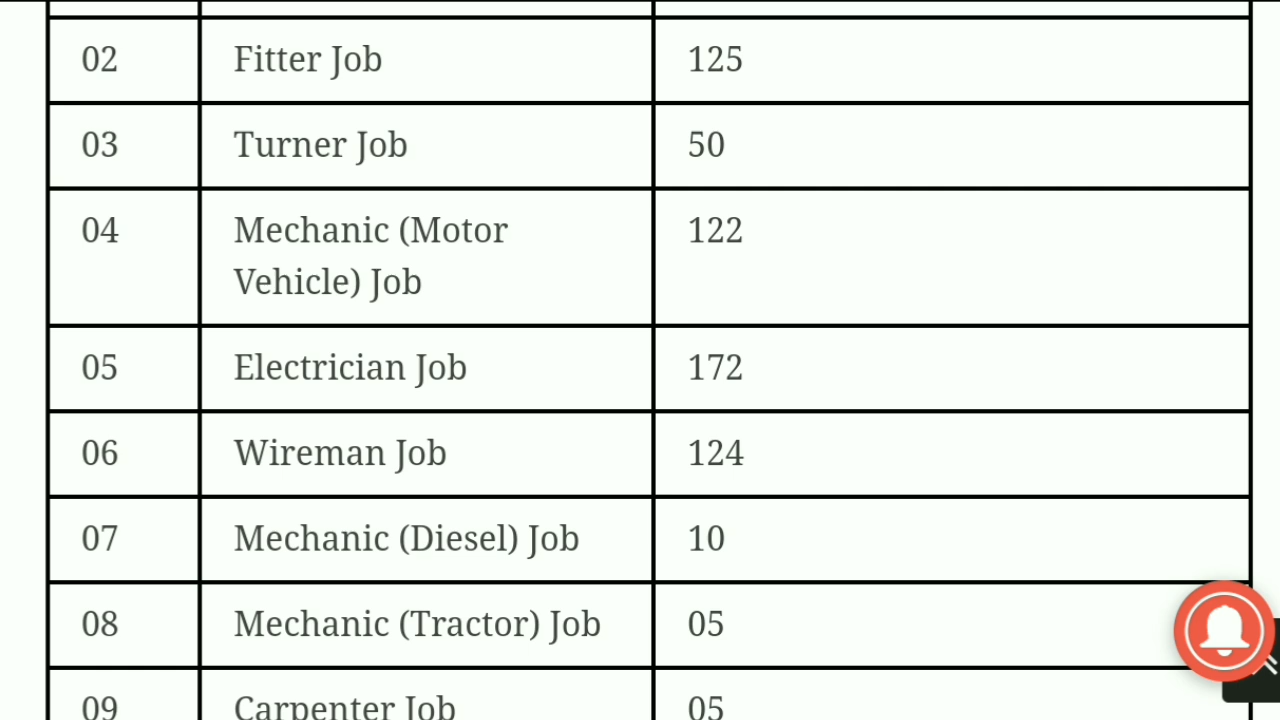 02 Fitter Job 125
03 Turner Job 50
04 Mechanic (Motor 122
Vehicle) Job
05 Electrician Job 172
06 Wireman Job 124
07 Mechanic (Diesel) Job 10
08 Mechanic (Tractor) Job 05
09 Carpenter Job 05